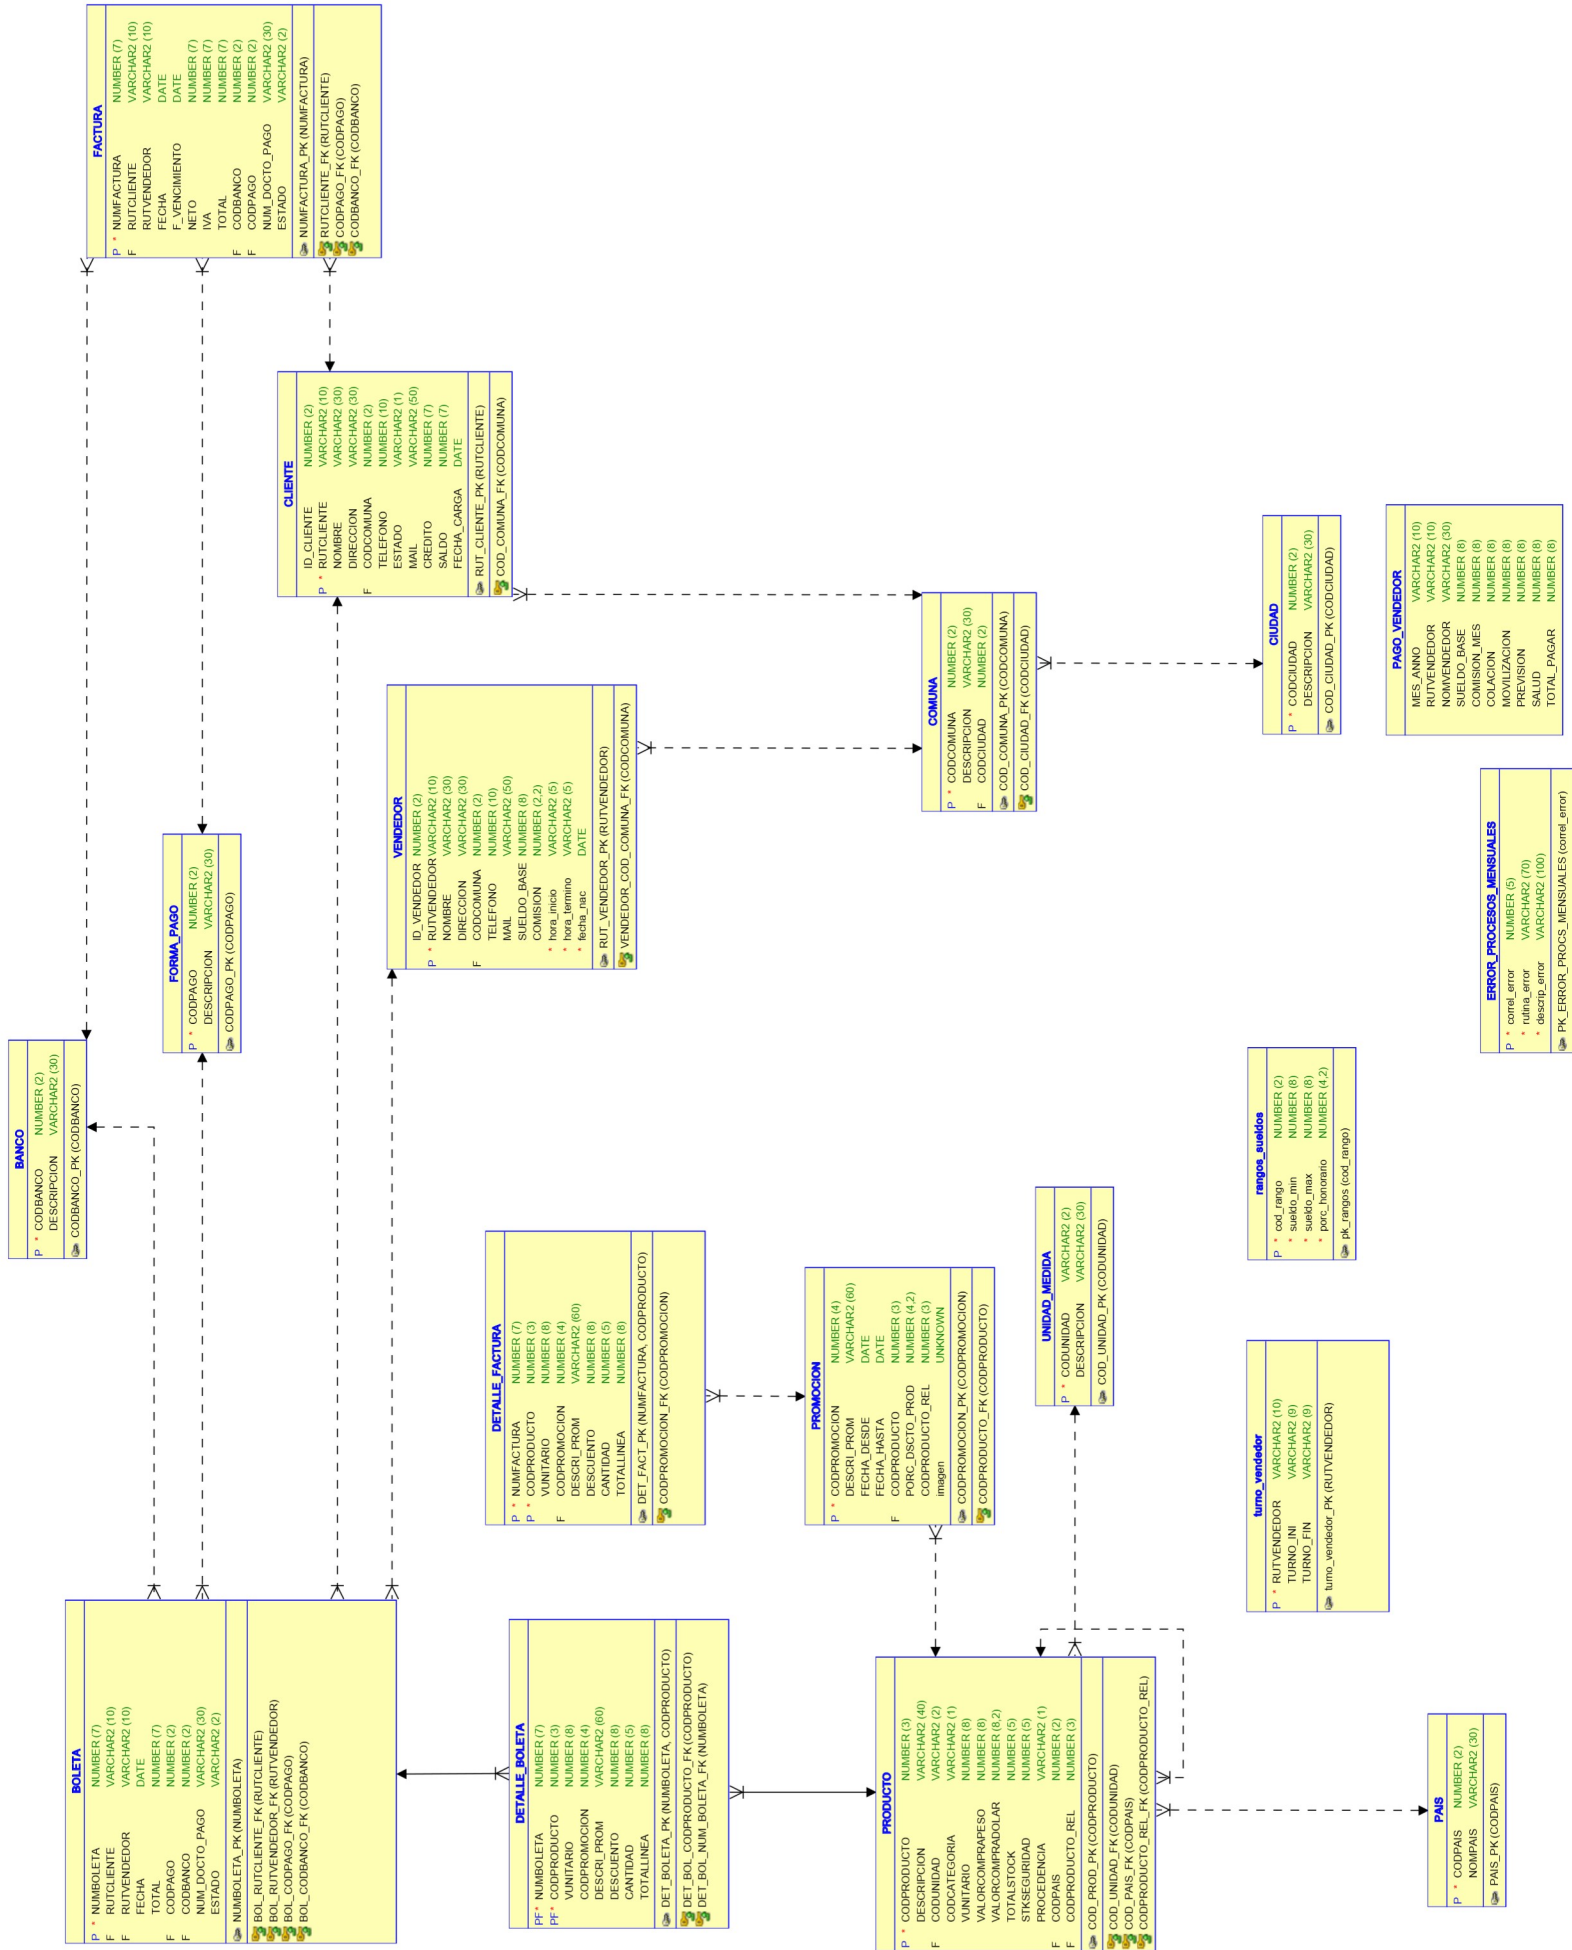 BOLETA
P * NUMBOLETA NUMBER (7)
F RUTCLIENTE VARCHAR2 (10)
F RUTVENDEDOR VARCHAR2 (10)
FECHA DATE
TOTAL NUMBER (7)
F CODPAGO NUMBER (2)
F CODBANCO NUMBER (2)
NUM_DOCTO_PAGO VARCHAR2 (30)
ESTADO VARCHAR2 (2)
NUMBOLETA_PK (NUMBOLETA)
BOL_RUTCLIENTE_FK (RUTCLIENTE)
BOL_RUTVENDEDOR_FK (RUTVENDEDOR)
BOL_CODPAGO_FK (CODPAGO)
BOL_CODBANCO_FK (CODBANCO)
BANCO
P * CODBANCO NUMBER (2)
DESCRIPCION VARCHAR2 (30)
CODBANCO_PK (CODBANCO)
FORMA_PAGO
P * CODPAGO NUMBER (2)
DESCRIPCION VARCHAR2 (30)
CODPAGO_PK (CODPAGO)
FACTURA
P * NUMFACTURA NUMBER (7)
F RUTCLIENTE VARCHAR2 (10)
RUTVENDEDOR VARCHAR2 (10)
FECHA DATE
F_VENCIMIENTO DATE
NETO NUMBER (7)
IVA NUMBER (7)
TOTAL NUMBER (7)
F CODBANCO NUMBER (2)
F CODPAGO NUMBER (2)
NUM_DOCTO_PAGO VARCHAR2 (30)
ESTADO VARCHAR2 (2)
NUMFACTURA_PK (NUMFACTURA)
RUTCLIENTE_FK (RUTCLIENTE)
CODPAGO_FK (CODPAGO)
CODBANCO_FK (CODBANCO)
CLIENTE
ID_CLIENTE NUMBER (2)
P * RUTCLIENTE VARCHAR2 (10)
NOMBRE VARCHAR2 (30)
DIRECCION VARCHAR2 (30)
F CODCOMUNA NUMBER (2)
TELEFONO NUMBER (10)
ESTADO VARCHAR2 (1)
MAIL VARCHAR2 (50)
CREDITO NUMBER (7)
SALDO NUMBER (7)
FECHA_CARGA DATE
RUT_CLIENTE_PK (RUTCLIENTE)
COD_COMUNA_FK (CODCOMUNA)
VENDEDOR
ID_VENDEDOR NUMBER (2)
P * RUTVENDEDOR VARCHAR2 (10)
NOMBRE VARCHAR2 (30)
DIRECCION VARCHAR2 (30)
F CODCOMUNA NUMBER (2)
TELEFONO NUMBER (10)
MAIL VARCHAR2 (50)
SUELDO_BASE NUMBER (8)
COMISION NUMBER (2,2)
* hora_inicio VARCHAR2 (5)
* hora_termino VARCHAR2 (5)
* fecha_nac DATE
RUT_VENDEDOR_PK (RUTVENDEDOR)
VENDEDOR_COD_COMUNA_FK (CODCOMUNA)
DETALLE_BOLETA
PF* NUMBOLETA NUMBER (7)
PF* CODPRODUCTO NUMBER (3)
VUNITARIO NUMBER (8)
CODPROMOCION NUMBER (4)
DESCRI_PROM VARCHAR2 (60)
DESCUENTO NUMBER (8)
CANTIDAD NUMBER (5)
TOTALLINEA NUMBER (8)
DET_BOLETA_PK (NUMBOLETA, CODPRODUCTO)
DET_BOL_CODPRODUCTO_FK (CODPRODUCTO)
DET_BOL_NUM_BOLETA_FK (NUMBOLETA)
DETALLE_FACTURA
P * NUMFACTURA NUMBER (7)
P * CODPRODUCTO NUMBER (3)
VUNITARIO NUMBER (8)
F CODPROMOCION NUMBER (4)
DESCRI_PROM VARCHAR2 (60)
DESCUENTO NUMBER (8)
CANTIDAD NUMBER (5)
TOTALLINEA NUMBER (8)
DET_FACT_PK (NUMFACTURA, CODPRODUCTO)
CODPROMOCION_FK (CODPROMOCION)
PROMOCION
P * CODPROMOCION NUMBER (4)
DESCRI_PROM VARCHAR2 (60)
FECHA_DESDE DATE
FECHA_HASTA DATE
F CODPRODUCTO NUMBER (3)
PORC_DSCTO_PROD NUMBER (4,2)
CODPRODUCTO_REL NUMBER (3)
imagen UNKNOWN
CODPROMOCION_PK (CODPROMOCION)
CODPRODUCTO_FK (CODPRODUCTO)
PRODUCTO
P * CODPRODUCTO NUMBER (3)
DESCRIPCION VARCHAR2 (40)
F CODUNIDAD VARCHAR2 (2)
CODCATEGORIA VARCHAR2 (1)
VUNITARIO NUMBER (8)
VALORCOMPRAPESO NUMBER (8)
VALORCOMPRADOLAR NUMBER (8,2)
TOTALSTOCK NUMBER (5)
STKSEGURIDAD NUMBER (5)
PROCEDENCIA VARCHAR2 (1)
F CODPAIS NUMBER (2)
F CODPRODUCTO_REL NUMBER (3)
COD_PROD_PK (CODPRODUCTO)
COD_UNIDAD_FK (CODUNIDAD)
COD_PAIS_FK (CODPAIS)
CODPRODUCTO_REL_FK (CODPRODUCTO_REL)
UNIDAD_MEDIDA
P * CODUNIDAD VARCHAR2 (2)
DESCRIPCION VARCHAR2 (30)
COD_UNIDAD_PK (CODUNIDAD)
COMUNA
P * CODCOMUNA NUMBER (2)
DESCRIPCION VARCHAR2 (30)
F CODCIUDAD NUMBER (2)
COD_COMUNA_PK (CODCOMUNA)
COD_CIUDAD_FK (CODCIUDAD)
CIUDAD
P * CODCIUDAD NUMBER (2)
DESCRIPCION VARCHAR2 (30)
COD_CIUDAD_PK (CODCIUDAD)
turno_vendedor
P * RUTVENDEDOR VARCHAR2 (10)
TURNO_INI VARCHAR2 (9)
TURNO_FIN VARCHAR2 (9)
turno_vendedor_PK (RUTVENDEDOR)
rangos_sueldos
P * cod_rango NUMBER (2)
* sueldo_min NUMBER (8)
* sueldo_max NUMBER (8)
* porc_honorario NUMBER (4,2)
pk_rangos (cod_rango)
PAIS
P * CODPAIS NUMBER (2)
NOMPAIS VARCHAR2 (30)
PAIS_PK (CODPAIS)
ERROR_PROCESOS_MENSUALES
P * correl_error NUMBER (5)
* rutina_error VARCHAR2 (70)
* descrip_error VARCHAR2 (100)
PK_ERROR_PROCS_MENSUALES (correl_error)
PAGO_VENDEDOR
MES_ANNO VARCHAR2 (10)
RUTVENDEDOR VARCHAR2 (10)
NOMVENDEDOR VARCHAR2 (30)
SUELDO_BASE NUMBER (8)
COMISION_MES NUMBER (8)
COLACION NUMBER (8)
MOVILIZACION NUMBER (8)
PREVISION NUMBER (8)
SALUD NUMBER (8)
TOTAL_PAGAR NUMBER (8)